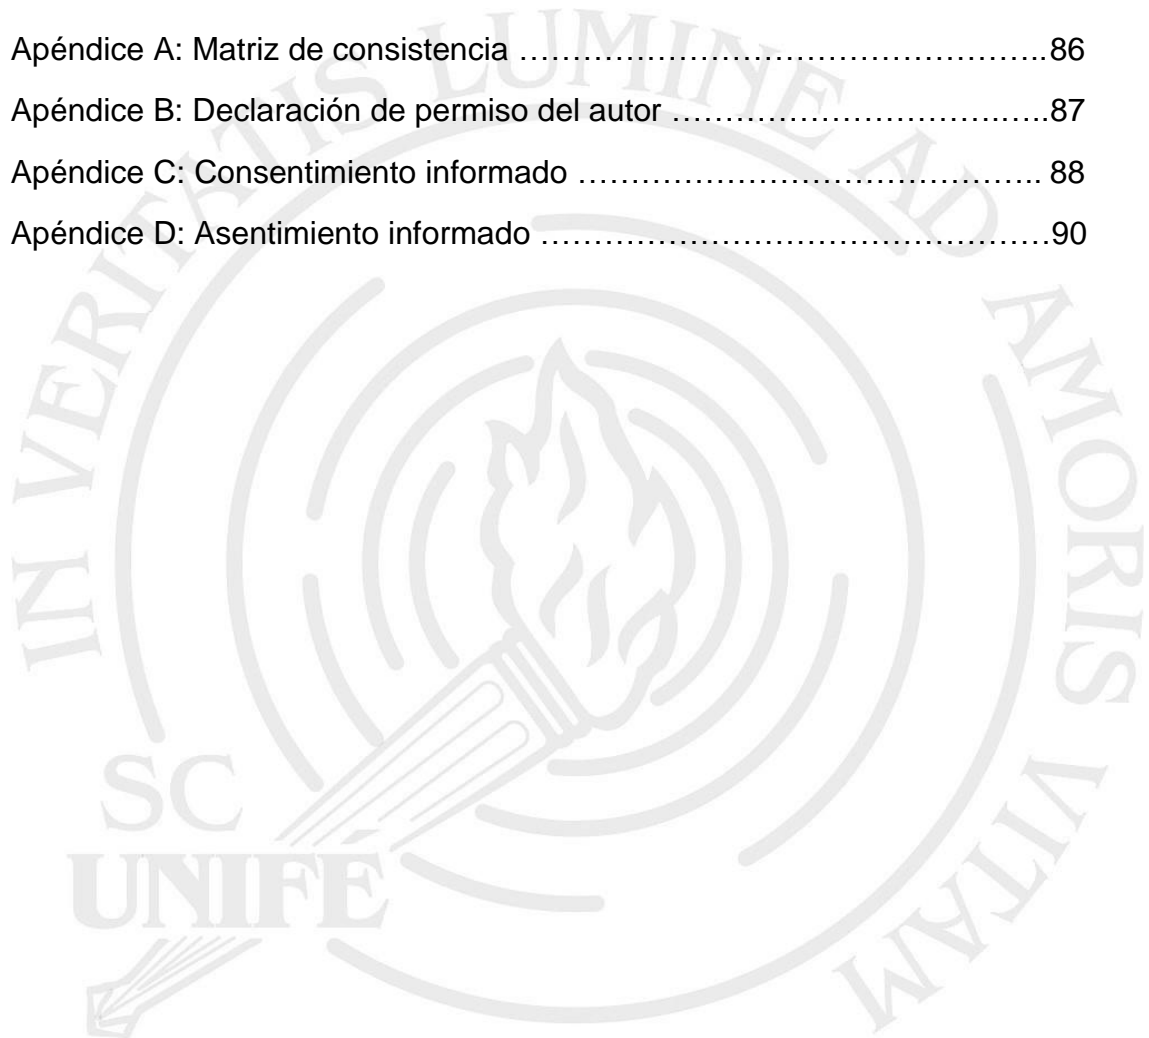 Apéndice A: Matriz de consistencia …………………………………………..86
Apéndice B: Declaración de permiso del autor ………………………….…..87
Apéndice C: Consentimiento informado …………………………………….. 88
Apéndice D: Asentimiento informado …………………………………………90
IN VERITATIS LUMINE AD AMORIS VITAM
SC
UNIFÉ